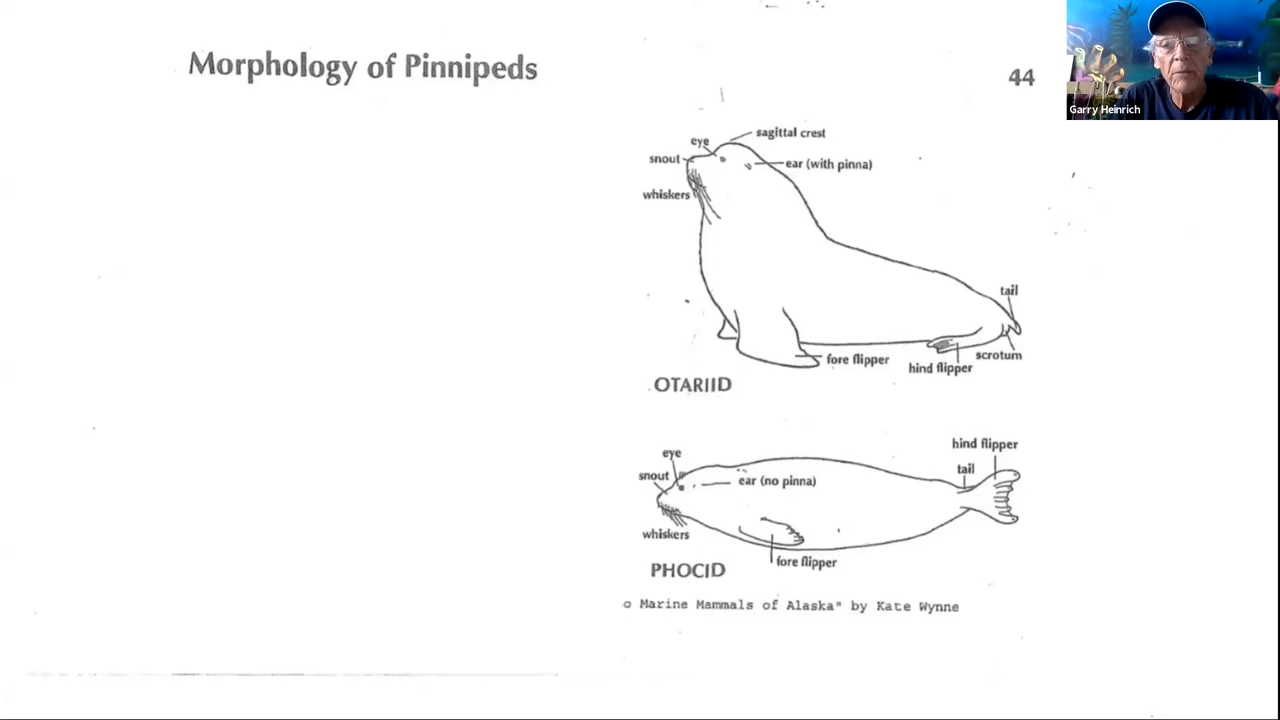 Morphology of Pinnipeds
44
Garry Heinrich
sagittal crest
eye
snout
ear (with pinna)
whiskers
tail
fore flipper
scrotum
hind flipper
OTARIID
hind flipper
eye
tail
snout
ear (no pinna)
whiskers
fore flipper
PHOCID
o Marine Mammals of Alaska" by Kate Wynne